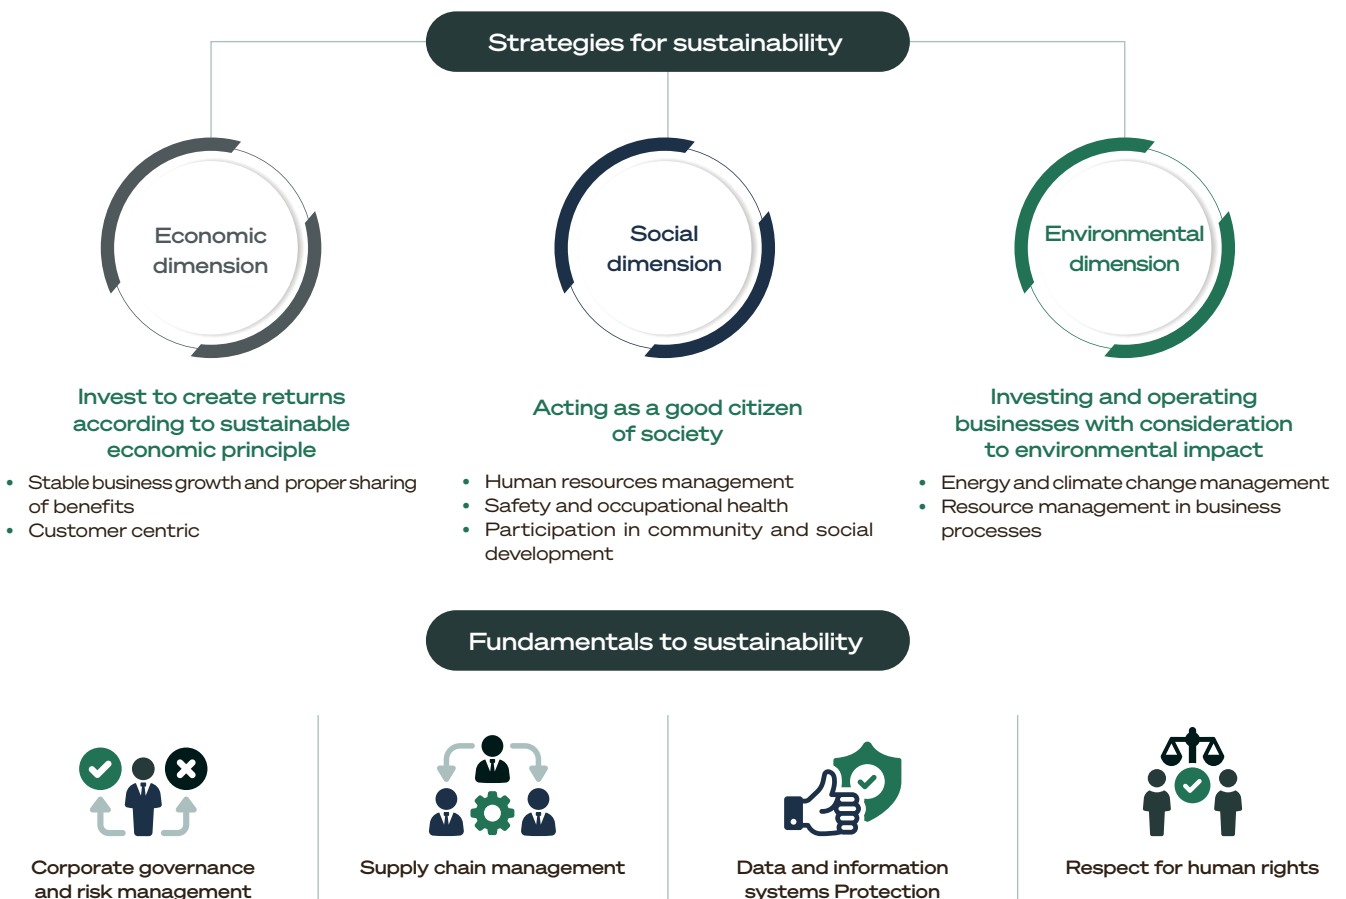 Strategies for sustainability
Economic
dimension
Social
dimension
Environmental
dimension
Invest to create returns
according to sustainable
economic principle
• Stable business growth and proper sharing
of benefits
• Customer centric
Acting as a good citizen
of society
• Human resources management
• Safety and occupational health
• Participation in community and social
development
Investing and operating
businesses with consideration
to environmental impact
• Energy and climate change management
• Resource management in business
processes
Fundamentals to sustainability
Corporate governance
and risk management
Supply chain management
Data and information
systems Protection
Respect for human rights